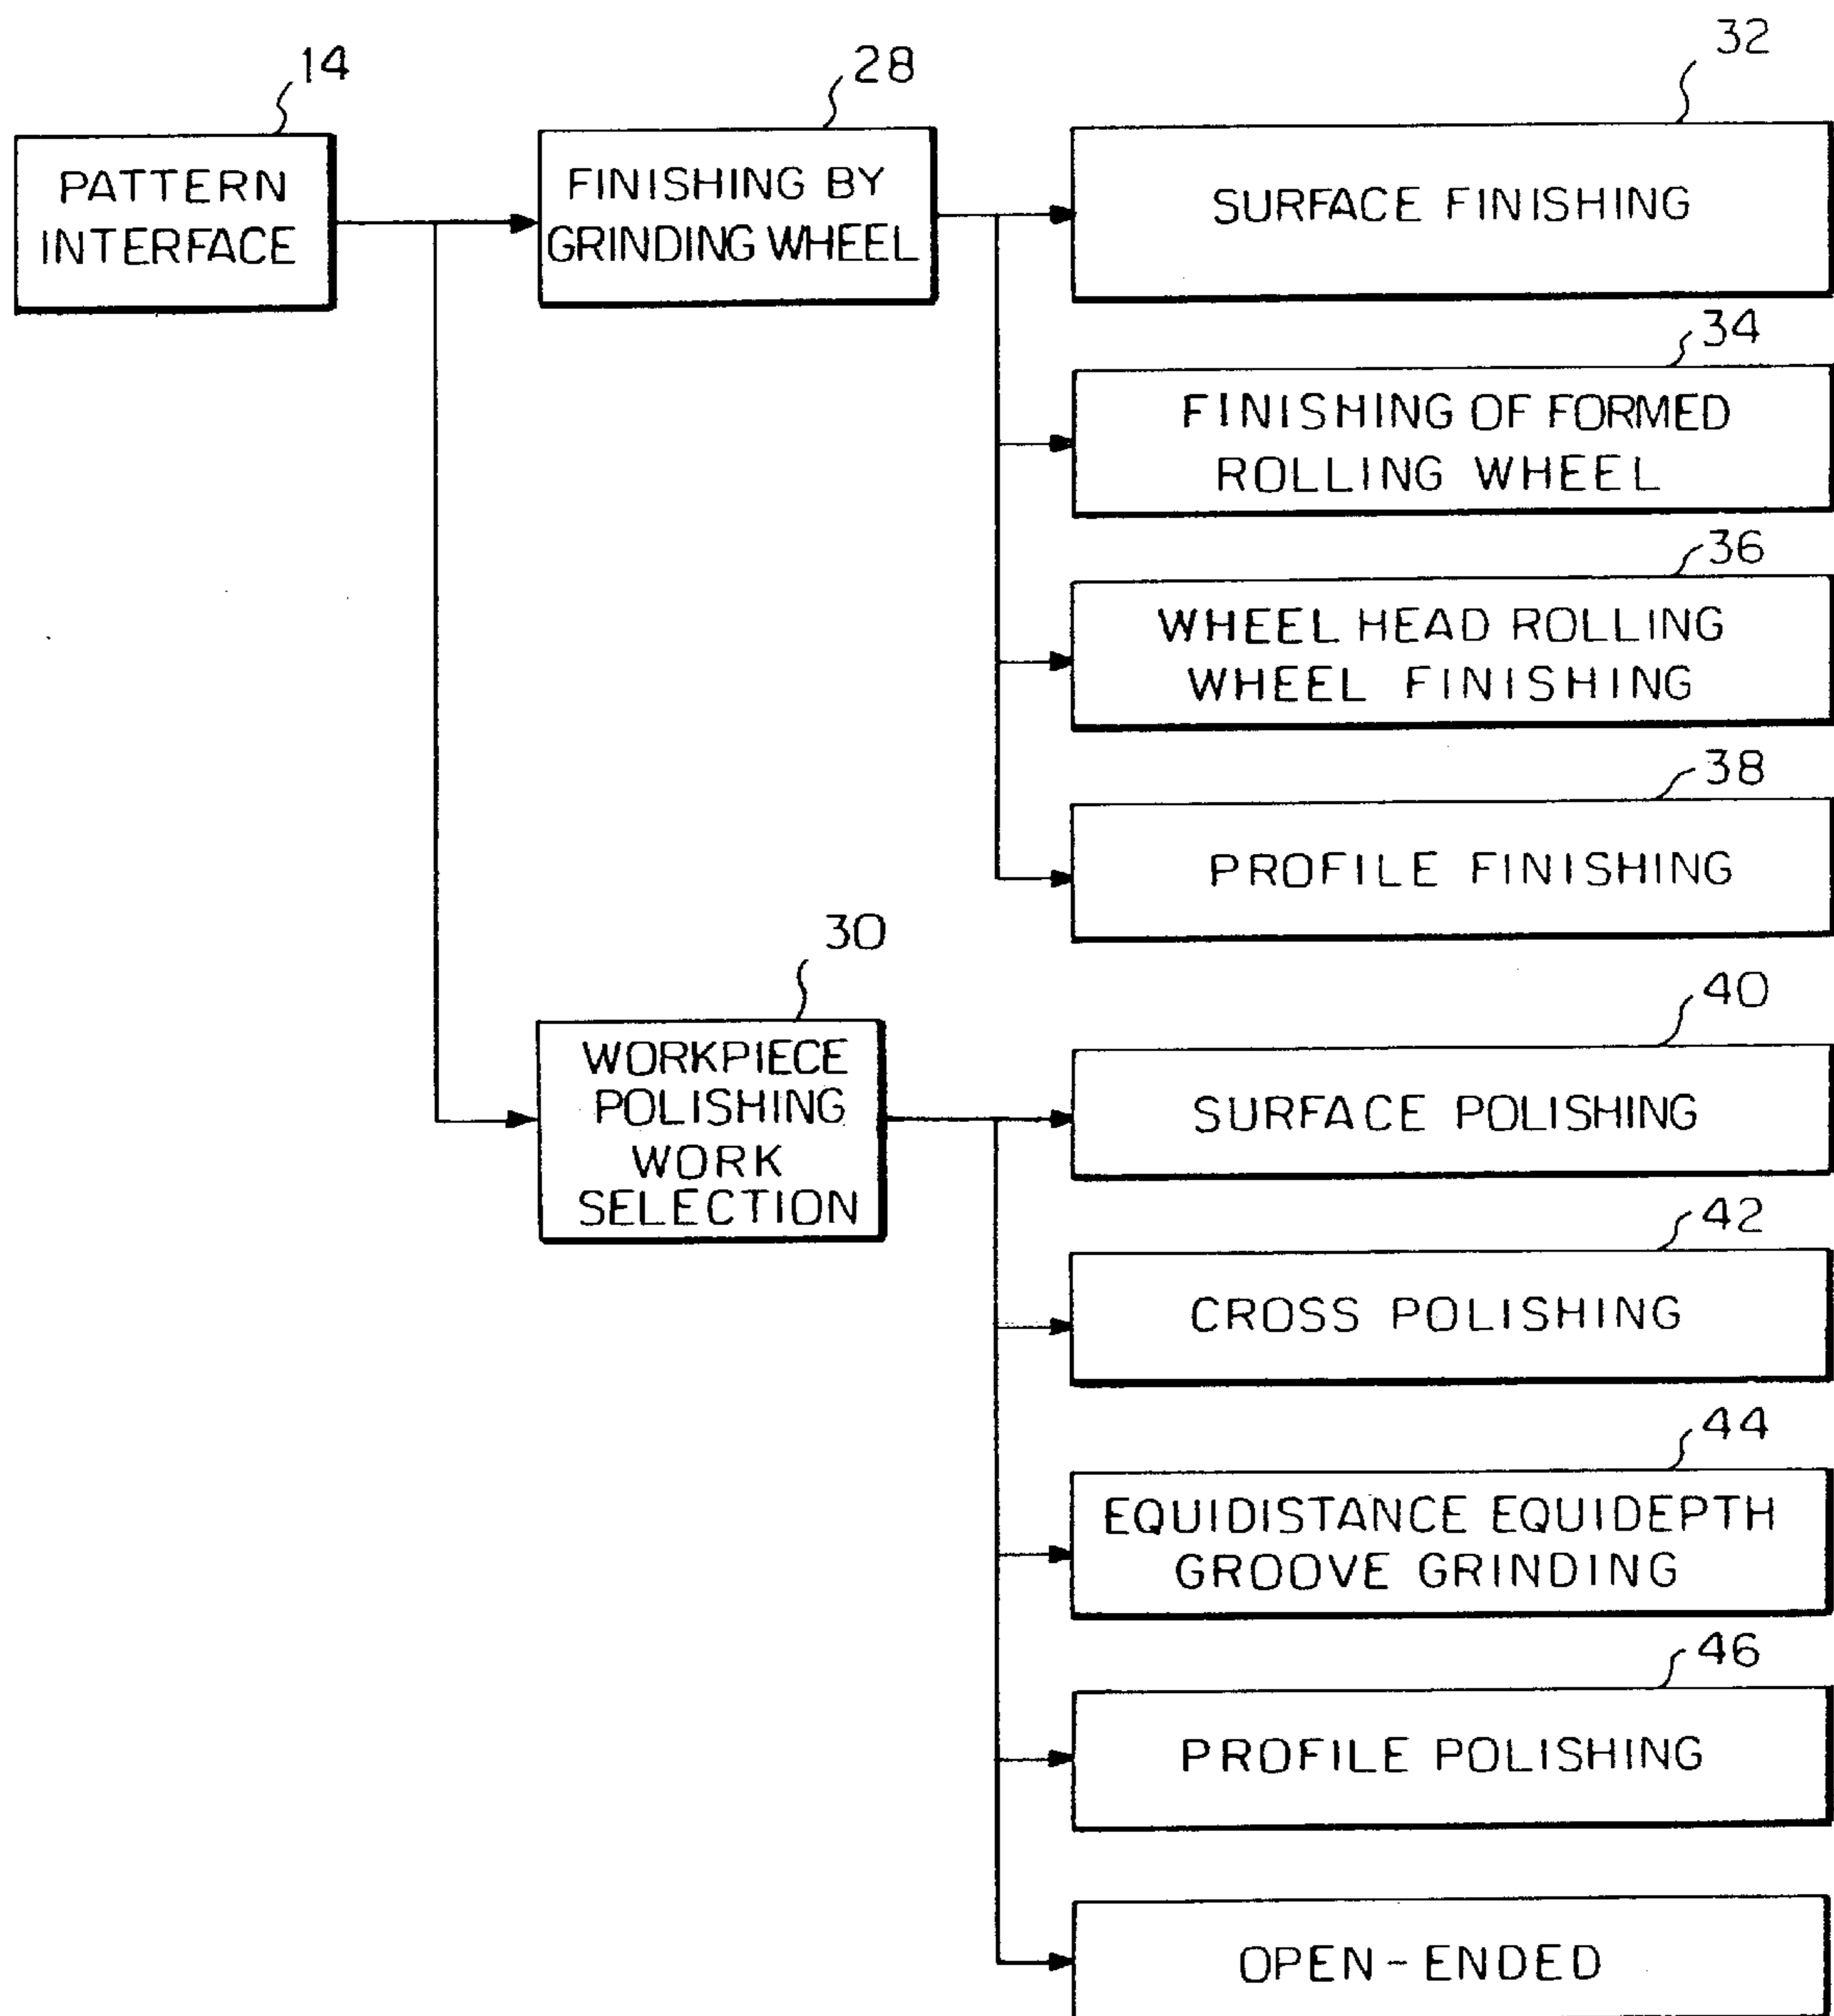 14
PATTERN
INTERFACE
28
FINISHING BY
GRINDING WHEEL
32
SURFACE FINISHING
34
FINISHING OF FORMED
ROLLING WHEEL
36
WHEEL HEAD ROLLING
WHEEL FINISHING
38
PROFILE FINISHING
30
WORKPIECE
POLISHING
WORK
SELECTION
40
SURFACE POLISHING
42
CROSS POLISHING
44
EQUIDISTANCE EQUIDEPTH
GROOVE GRINDING
46
PROFILE POLISHING
OPEN-ENDED